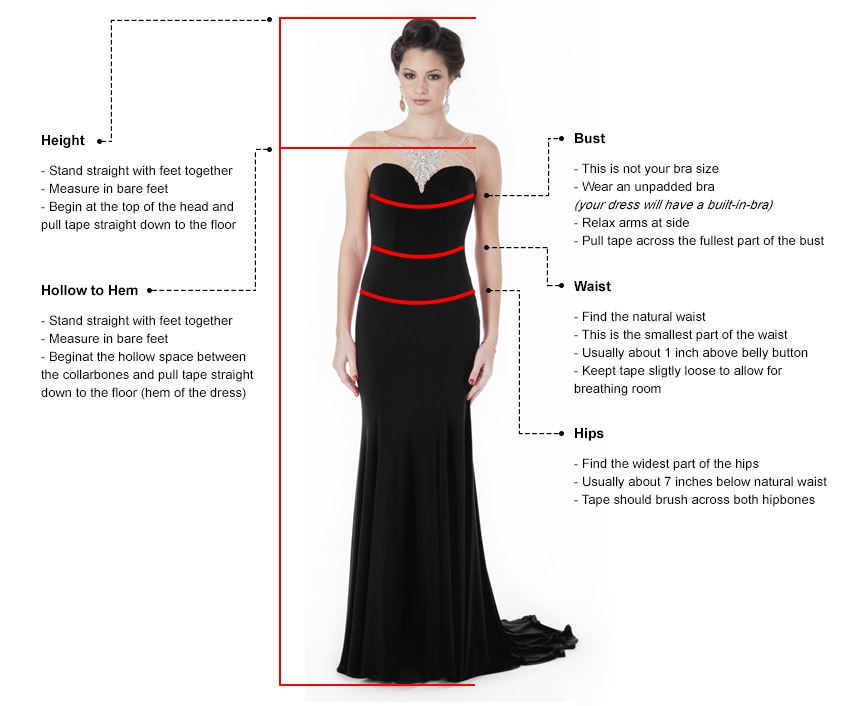 Height
- Stand straight with feet together
- Measure in bare feet
- Begin at the top of the head and
pull tape straight down to the floor
Hollow to Hem
- Stand straight with feet together
- Measure in bare feet
- Beginat the hollow space between
the collarbones and pull tape straight
down to the floor (hem of the dress)
Bust
- This is not your bra size
- Wear an unpadded bra
(your dress will have a built-in-bra)
- Relax arms at side
- Pull tape across the fullest part of the bust
Waist
- Find the natural waist
- This is the smallest part of the waist
- Usually about 1 inch above belly button
- Keept tape sligtly loose to allow for
breathing room
Hips
- Find the widest part of the hips
- Usually about 7 inches below natural waist
- Tape should brush across both hipbones